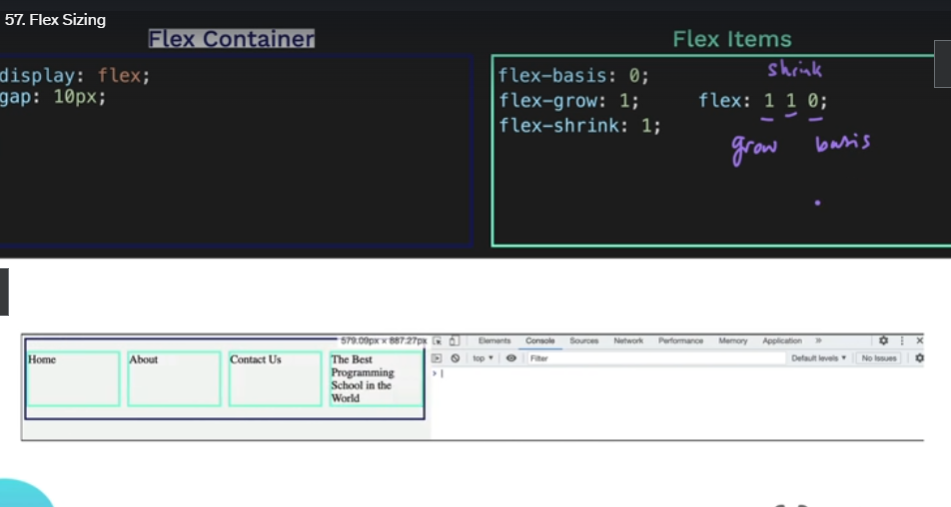 57. Flex Sizing
Flex Container
Flex Items
display: flex;
gap: 10px;
flex-basis: 0;
flex-grow: 1;
flex-shrink: 1;
shrink
flex: 1 1 0;
grow
basis
579.09px × 887.27px
Elements Console Sources Network Performance Memory Application »
top ▾ Filter Default levels ▾ No Issues
Home
About
Contact Us
The Best
Programming
School in the
World